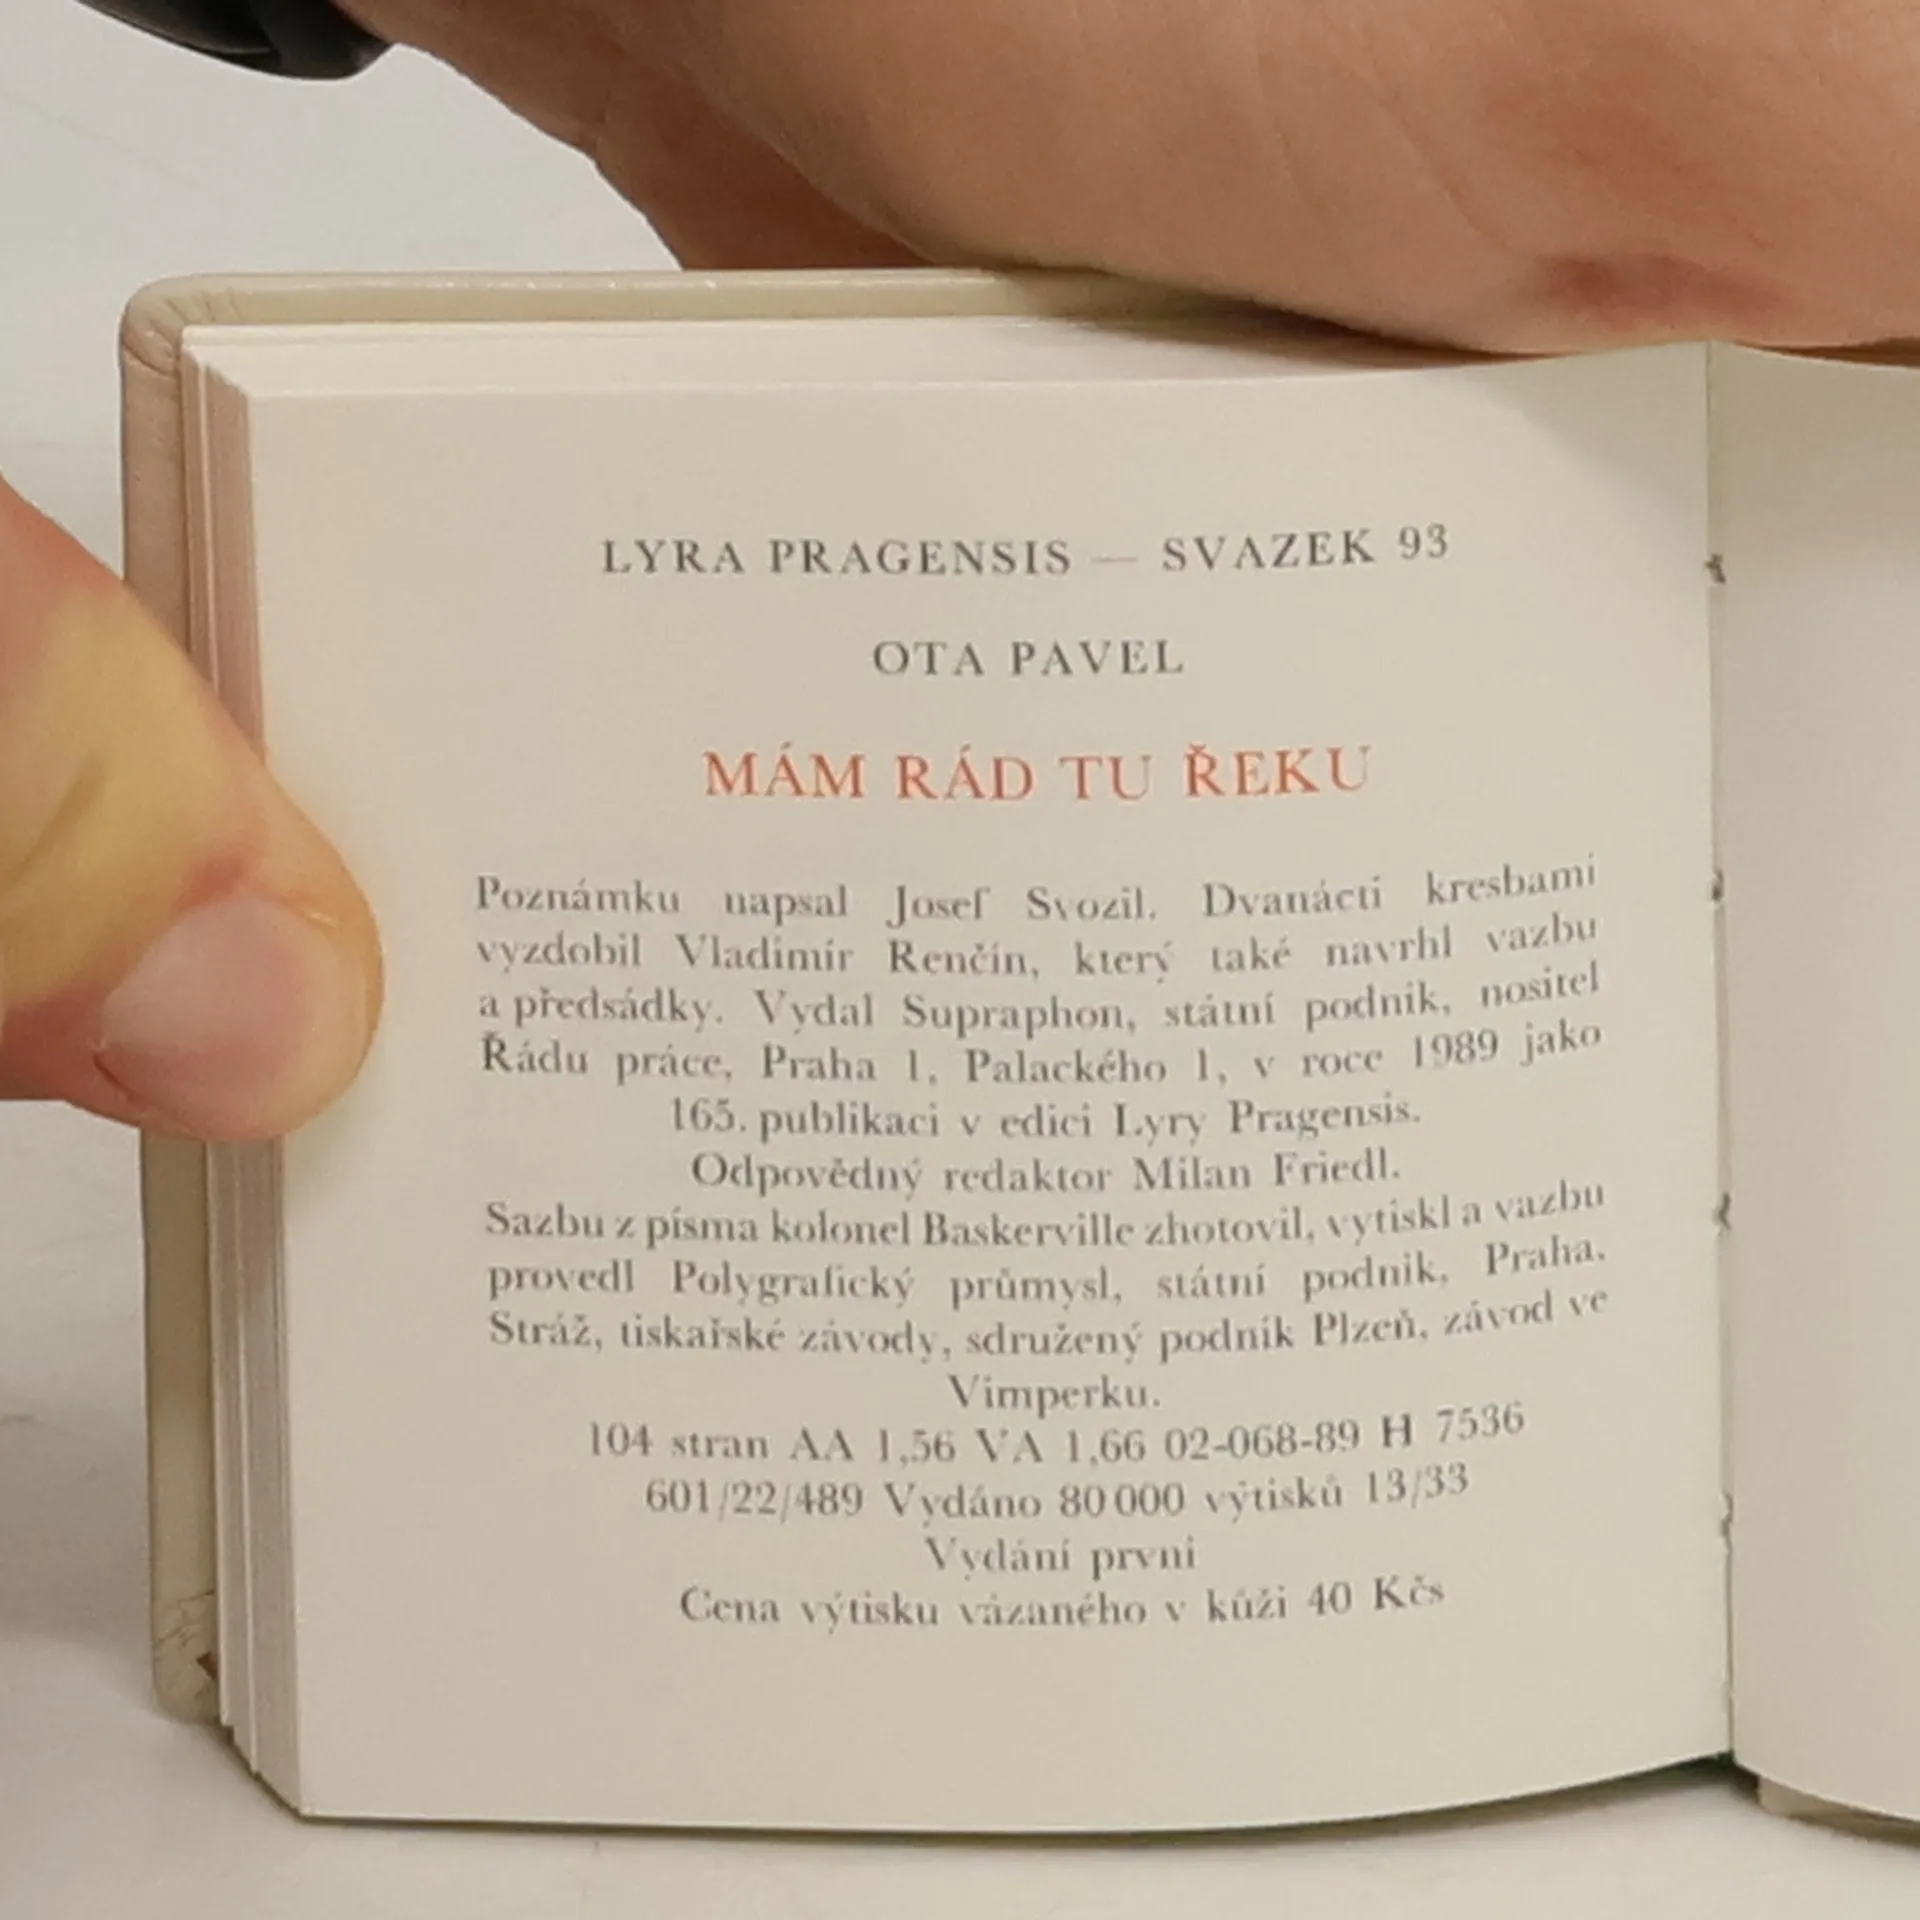 LYRA PRAGENSIS — SVAZEK 93
OTA PAVEL
MÁM RÁD TU ŘEKU
Poznámku napsal Josef Svozil. Dvanácti kresbami
vyzdobil Vladimír Renčín, který také navrhl vazbu
a předsádky. Vydal Supraphon, státní podnik, nositel
Řádu práce, Praha 1, Palackého 1, v roce 1989 jako
165. publikaci v edici Lyry Pragensis.
Odpovědný redaktor Milan Friedl.
Sazbu z písma kolonel Baskerville zhotovil, vytiskl a vazbu
provedl Polygrafický průmysl, státní podnik, Praha.
Stráž, tiskařské závody, sdružený podnik Plzeň, závod ve
Vimperku.
104 stran AA 1,56 VA 1,66 02-068-89 H 7536
601/22/489 Vydáno 80 000 výtisků 13/33
Vydání první
Cena výtisku vázaného v kůži 40 Kčs